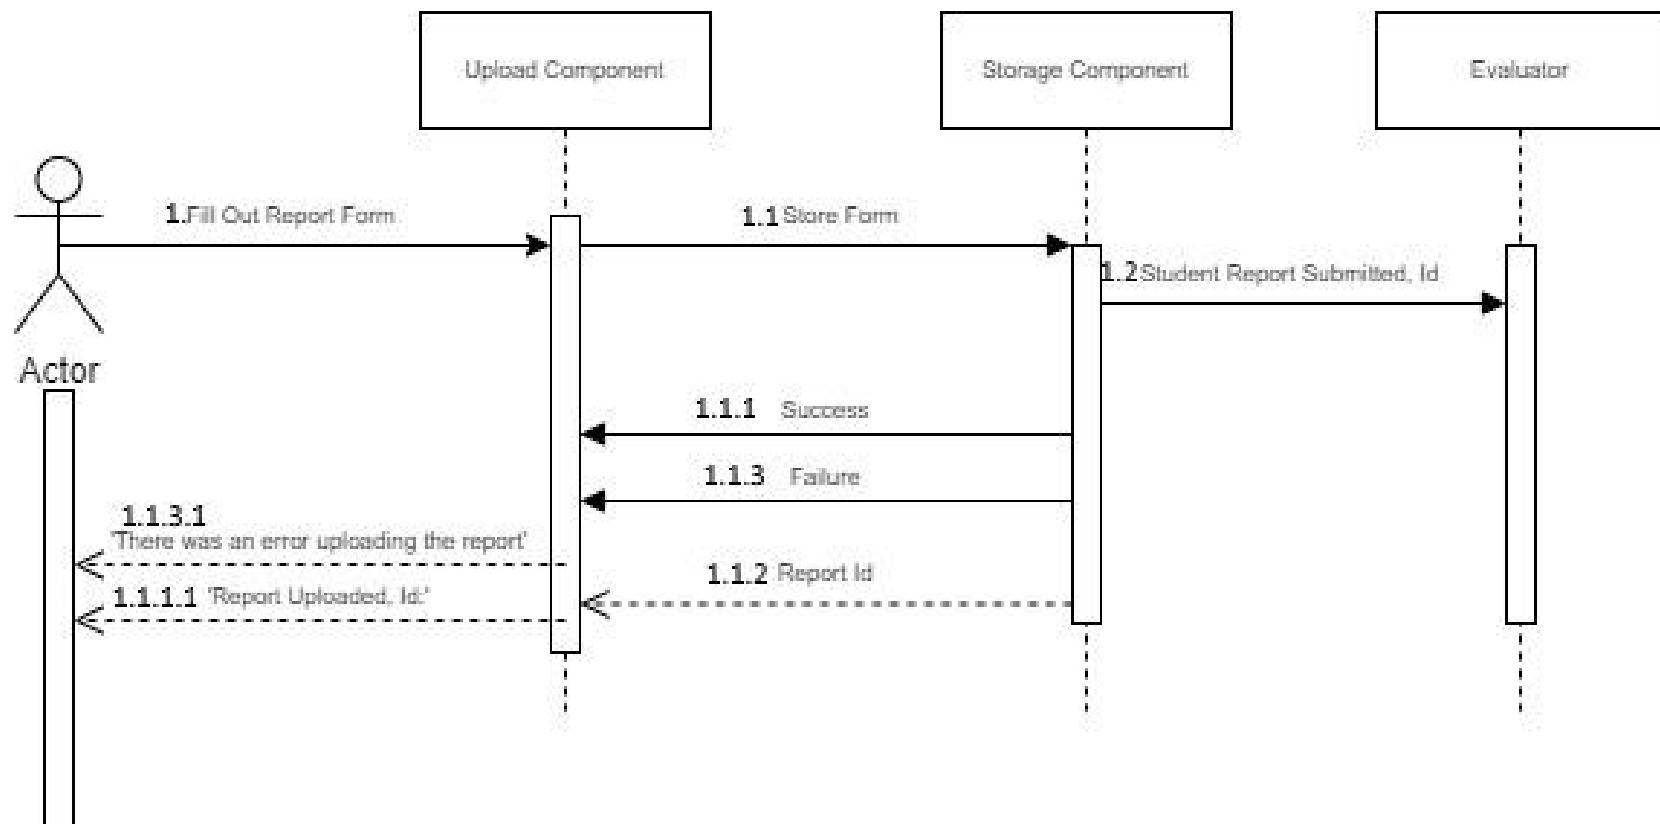 Upload Component
Storage Component
Evaluator
1.Fill Out Report Form
1.1 Store Form
1.2 Student Report Submitted, Id
Actor
1.1.1 Success
1.1.3 Failure
1.1.3.1
'There was an error uploading the report'
1.1.2 Report Id
1.1.1.1 'Report Uploaded, Id:'